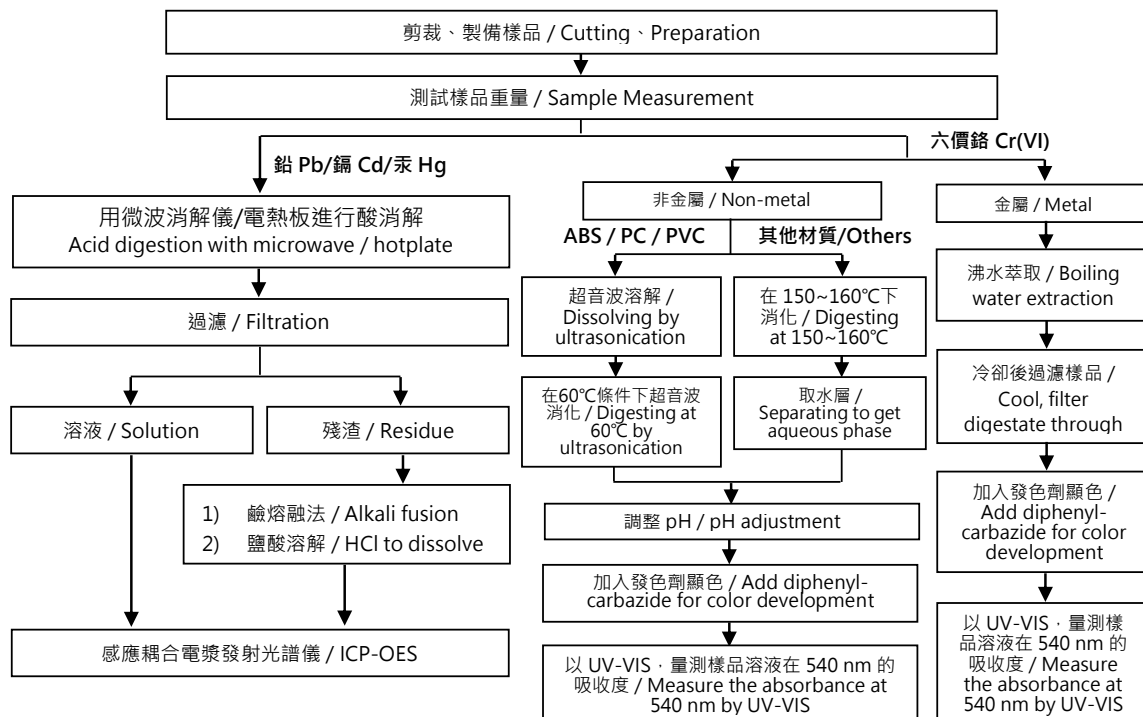 剪裁、製備樣品 / Cutting、Preparation
測試樣品重量 / Sample Measurement
鉛 Pb/鎘 Cd/汞 Hg
六價鉻 Cr(VI)
用微波消解儀/電熱板進行酸消解
Acid digestion with microwave / hotplate
過濾 / Filtration
溶液 / Solution
殘渣 / Residue
1) 鹼熔融法 / Alkali fusion
2) 鹽酸溶解 / HCl to dissolve
感應耦合電漿發射光譜儀 / ICP-OES
非金屬 / Non-metal
ABS / PC / PVC
其他材質/Others
超音波溶解 /
Dissolving by
ultrasonication
在 150~160℃下
消化 / Digesting
at 150~160℃
在60℃條件下超音波
消化 / Digesting at
60℃ by
ultrasonication
取水層 /
Separating to get
aqueous phase
調整 pH / pH adjustment
加入發色劑顯色 / Add diphenyl-
carbazide for color development
以 UV-VIS，量測樣品溶液在 540 nm 的
吸收度 / Measure the absorbance at
540 nm by UV-VIS
金屬 / Metal
沸水萃取 / Boiling
water extraction
冷卻後過濾樣品 /
Cool, filter
digestate through
加入發色劑顯色 /
Add diphenyl-
carbazide for color
development
以 UV-VIS，量測樣
品溶液在 540 nm 的
吸收度 / Measure
the absorbance at
540 nm by UV-VIS